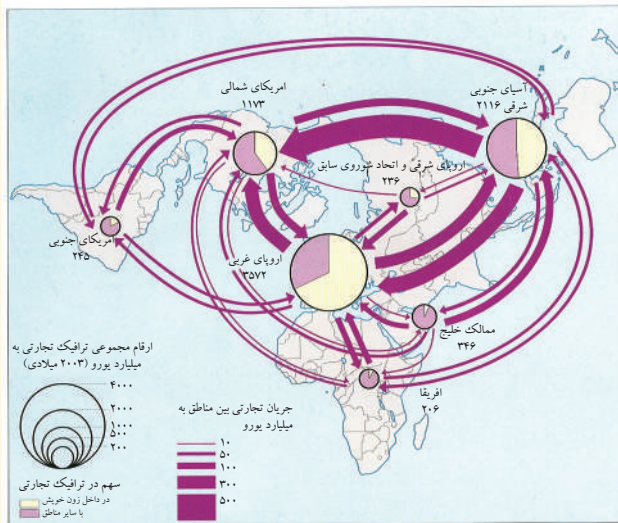 امریکای شمالی
۱۱۷۳
آسیای جنوبی
شرقی ۲۱۱۶
اروپای شرقی و اتحاد شوروی سابق
۲۳۶
امریکای جنوبی
۲۴۵
اروپای غربی
۳۵۷۲
ممالک خلیج
۳۴۶
افریقا
۲۰۶
ارقام مجموعی ترافیک تجارتی به
میلیارد یورو (۲۰۰۳ میلادی)
۴۰۰۰
۲۰۰۰
۱۰۰۰
۵۰۰
۲۰۰
سهم در ترافیک تجارتی
در داخل زون خویش
با سایر مناطق
جریان تجارتی بین مناطق به
میلیارد یورو
۱۰
۵۰
۱۰۰
۳۰۰
۵۰۰